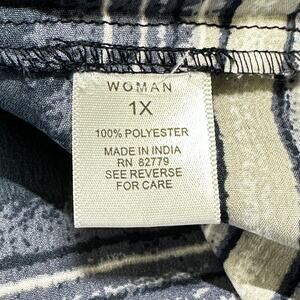 WOMAN
1X
100% POLYESTER
MADE IN INDIA
RN 82779
SEE REVERSE
FOR CARE